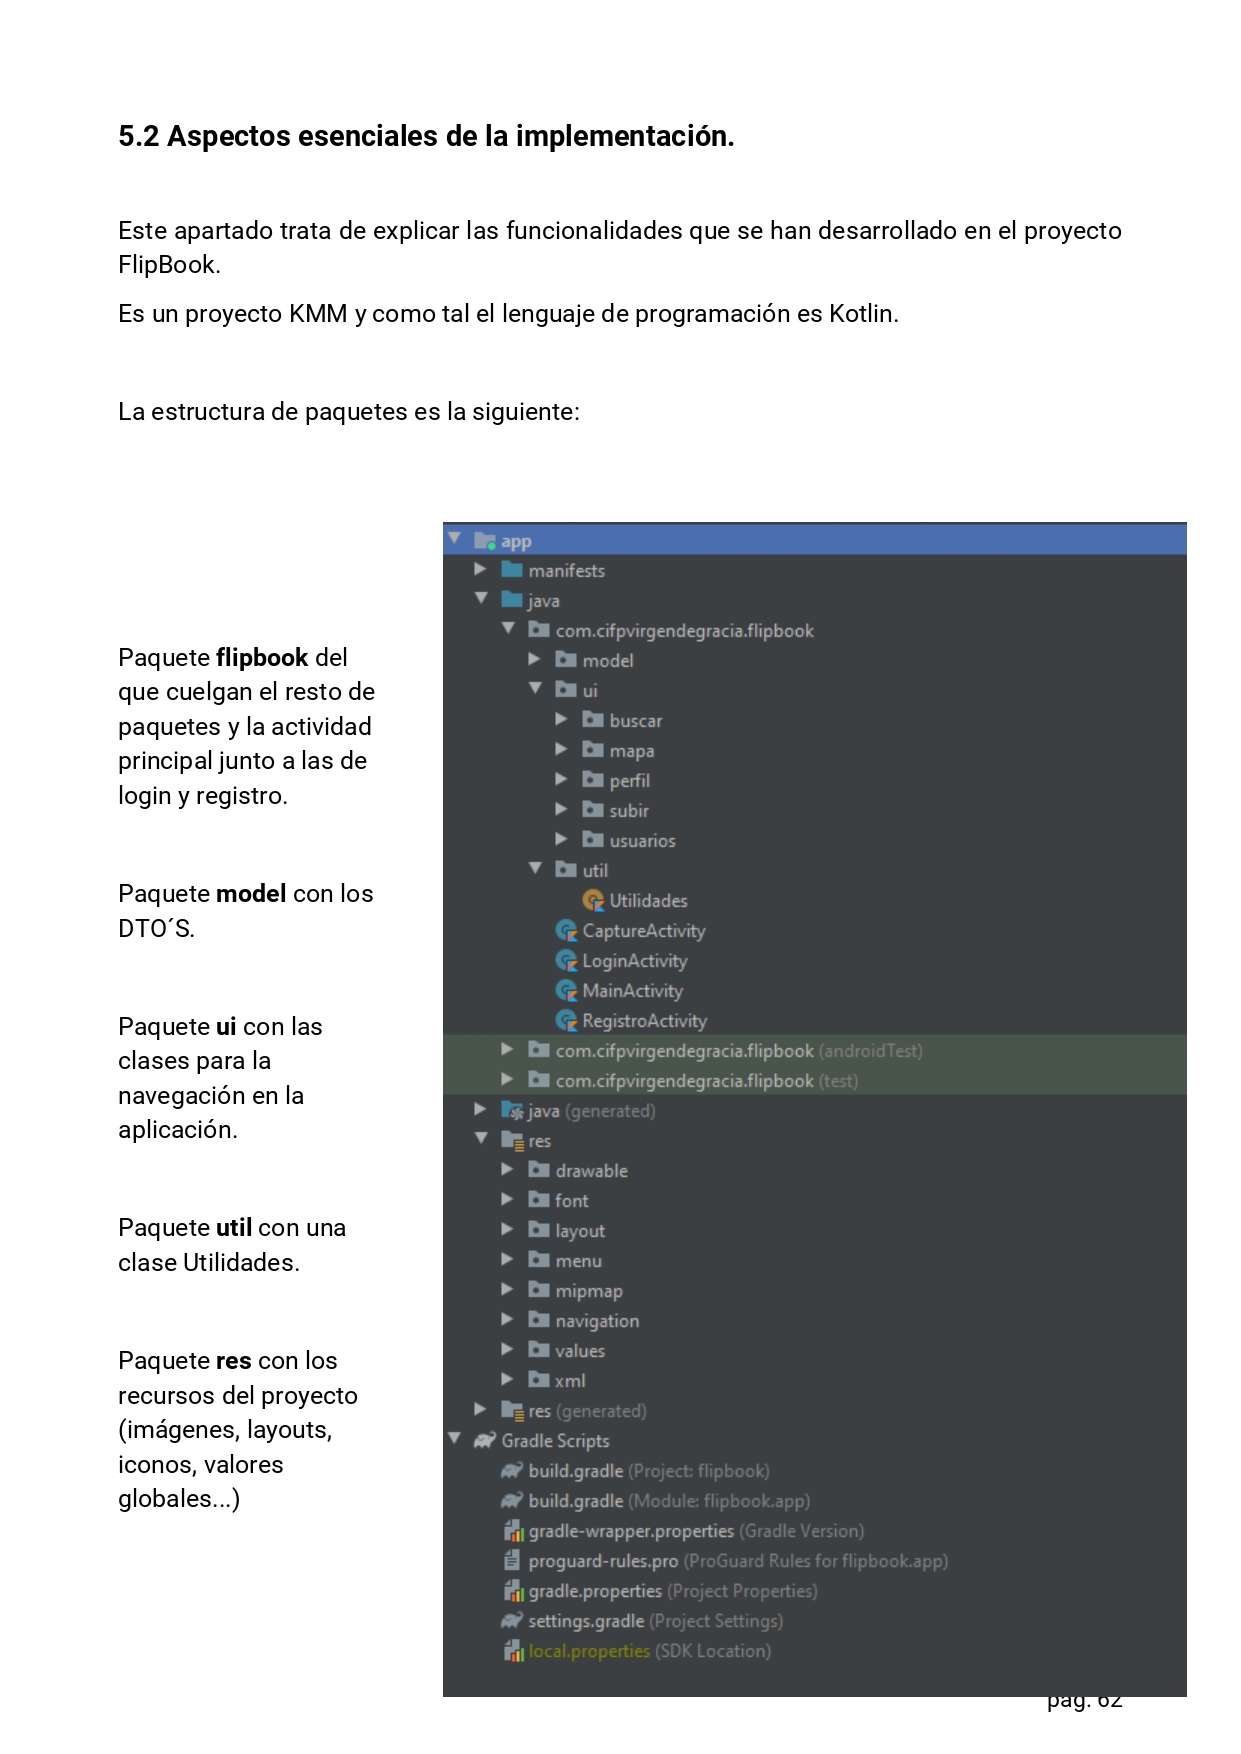 5.2 Aspectos esenciales de la implementación.
Este apartado trata de explicar las funcionalidades que se han desarrollado en el proyecto
FlipBook.
Es un proyecto KMM y como tal el lenguaje de programación es Kotlin.
La estructura de paquetes es la siguiente:
Paquete flipbook del
que cuelgan el resto de
paquetes y la actividad
principal junto a las de
login y registro.
Paquete model con los
DTO´S.
Paquete ui con las
clases para la
navegación en la
aplicación.
Paquete util con una
clase Utilidades.
Paquete res con los
recursos del proyecto
(imágenes, layouts,
iconos, valores
globales...)
app
manifests
java
com.cifpvirgendegracia.flipbook
model
ui
buscar
mapa
perfil
subir
usuarios
util
Utilidades
CaptureActivity
LoginActivity
MainActivity
RegistroActivity
com.cifpvirgendegracia.flipbook (androidTest)
com.cifpvirgendegracia.flipbook (test)
java (generated)
res
drawable
font
layout
menu
mipmap
navigation
values
xml
res (generated)
Gradle Scripts
build.gradle (Project: flipbook)
build.gradle (Module: flipbook.app)
gradle-wrapper.properties (Gradle Version)
proguard-rules.pro (ProGuard Rules for flipbook.app)
gradle.properties (Project Properties)
settings.gradle (Project Settings)
local.properties (SDK Location)
pág. 62